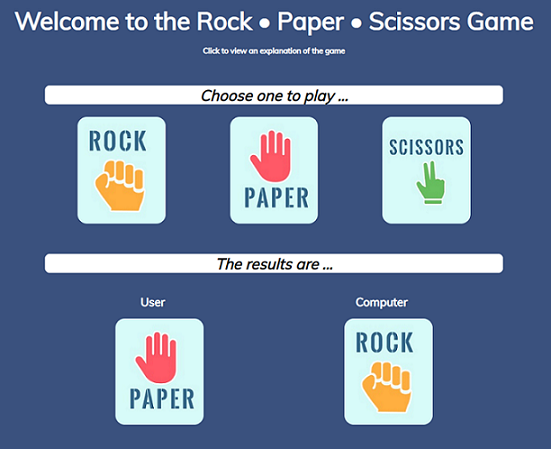 Welcome to the Rock • Paper • Scissors Game
Click to view an explanation of the game
Choose one to play ...
ROCK
PAPER
SCISSORS
The results are ...
User
Computer
PAPER
ROCK